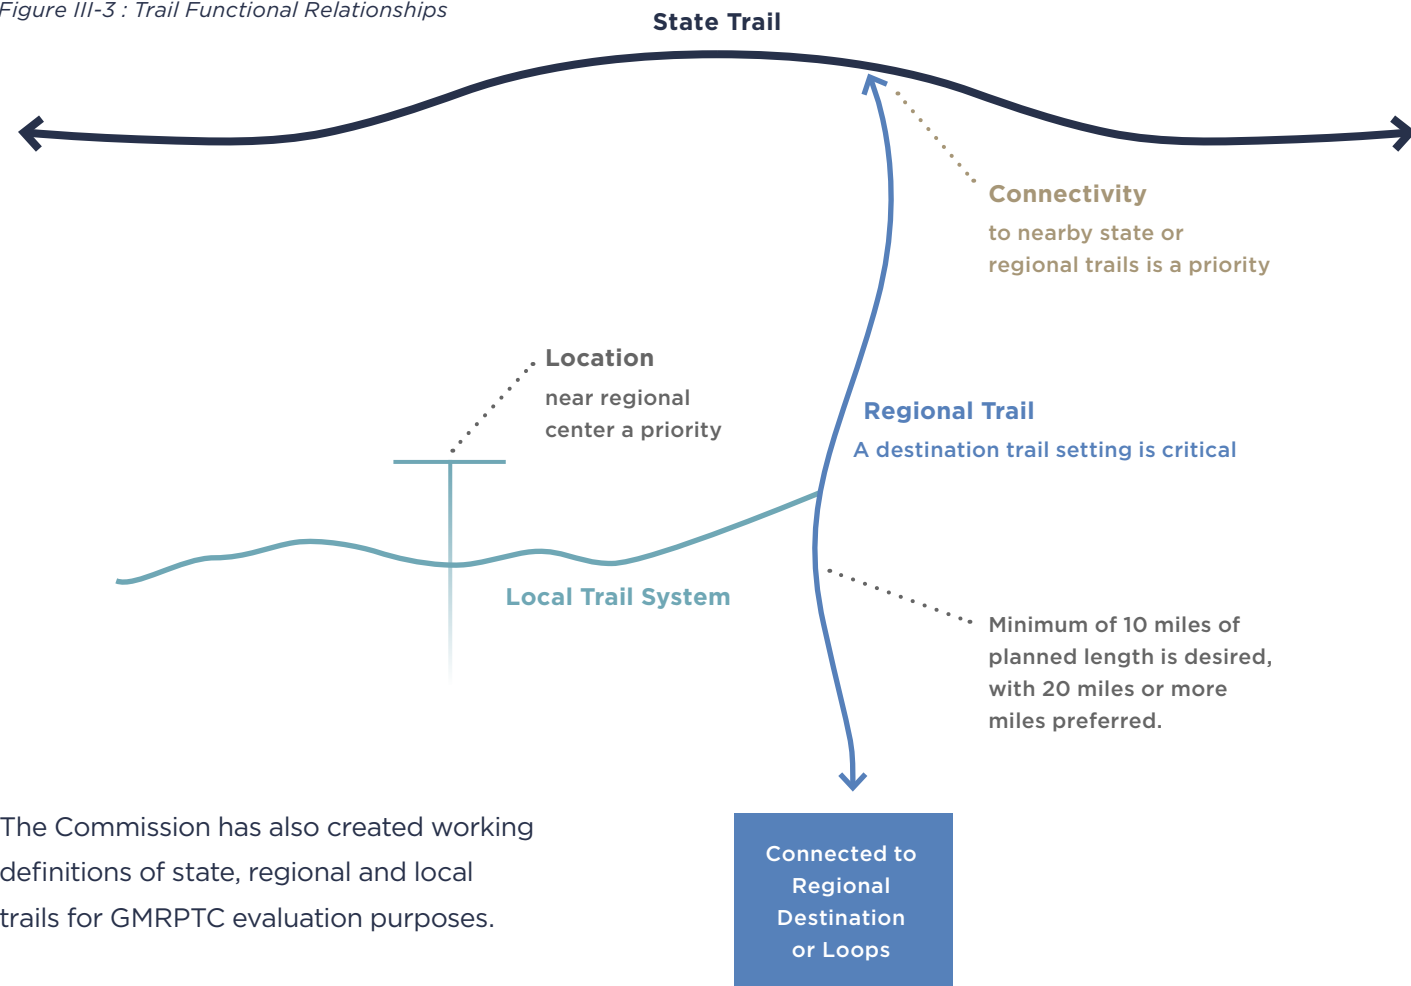 Figure III-3 : Trail Functional Relationships
State Trail
Connectivity
to nearby state or
regional trails is a priority
Location
near regional
center a priority
Regional Trail
A destination trail setting is critical
Local Trail System
Minimum of 10 miles of
planned length is desired,
with 20 miles or more
miles preferred.
The Commission has also created working
definitions of state, regional and local
trails for GMRPTC evaluation purposes.
Connected to
Regional
Destination
or Loops